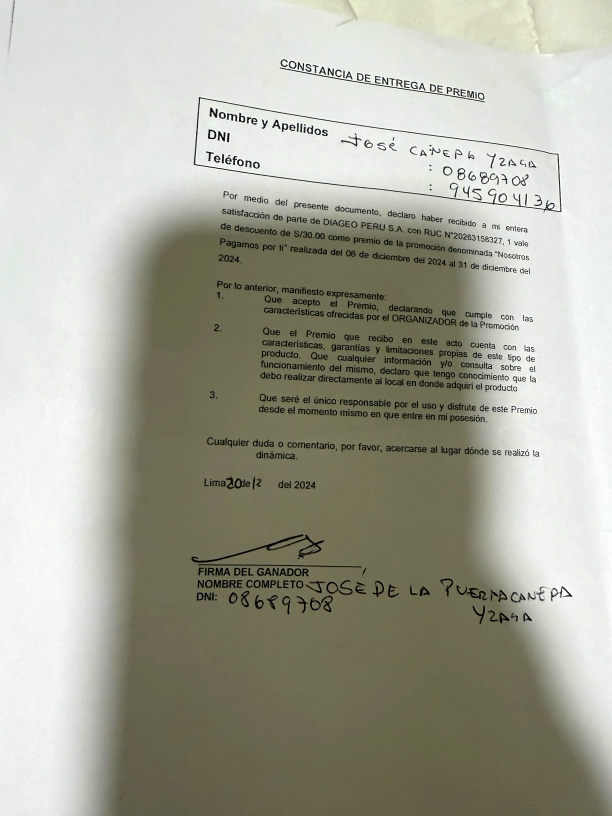 CONSTANCIA DE ENTREGA DE PREMIO
Nombre y Apellidos JOSÉ CANEPA YZAGA
DNI : 08689708
Teléfono : 945904136
Por medio del presente documento, declaro haber recibido a mi entera
satisfacción de parte de DIAGEO PERU S.A. con RUC N°20263158327, 1 vale
de descuento de S/30.00 como premio de la promoción denominada "Nosotros
Pagamos por ti" realizada del 06 de diciembre del 2024 al 31 de diciembre del
2024.
Por lo anterior, manifiesto expresamente:
1. Que acepto el Premio, declarando que cumple con las
características ofrecidas por el ORGANIZADOR de la Promoción
2. Que el Premio que recibo en este acto cuenta con las
características, garantías y limitaciones propias de este tipo de
producto. Que cualquier información y/o consulta sobre el
funcionamiento del mismo, declaro que tengo conocimiento que la
debo realizar directamente al local en donde adquirí el producto
3. Que seré el único responsable por el uso y disfrute de este Premio
desde el momento mismo en que entre en mi posesión.
Cualquier duda o comentario, por favor, acercarse al lugar dónde se realizó la
dinámica.
Lima 20 de 12 del 2024
FIRMA DEL GANADOR
NOMBRE COMPLETO JOSÉ DE LA PUERTA CANEPA
YZAGA
DNI: 08689708